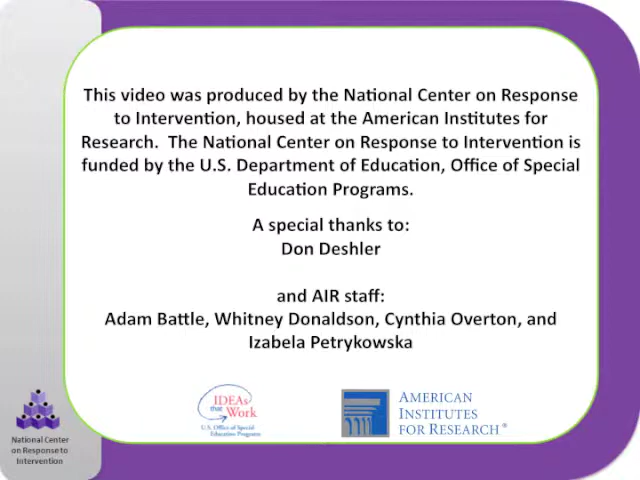 This video was produced by the National Center on Response
to Intervention, housed at the American Institutes for
Research.  The National Center on Response to Intervention is
funded by the U.S. Department of Education, Office of Special
Education Programs.
A special thanks to:
Don Deshler
and AIR staff:
Adam Battle, Whitney Donaldson, Cynthia Overton, and
Izabela Petrykowska
IDEAs
that
Work
U.S. Office of Special
Education Programs
AMERICAN
INSTITUTES
FOR RESEARCH®
National Center
on Response to
Intervention